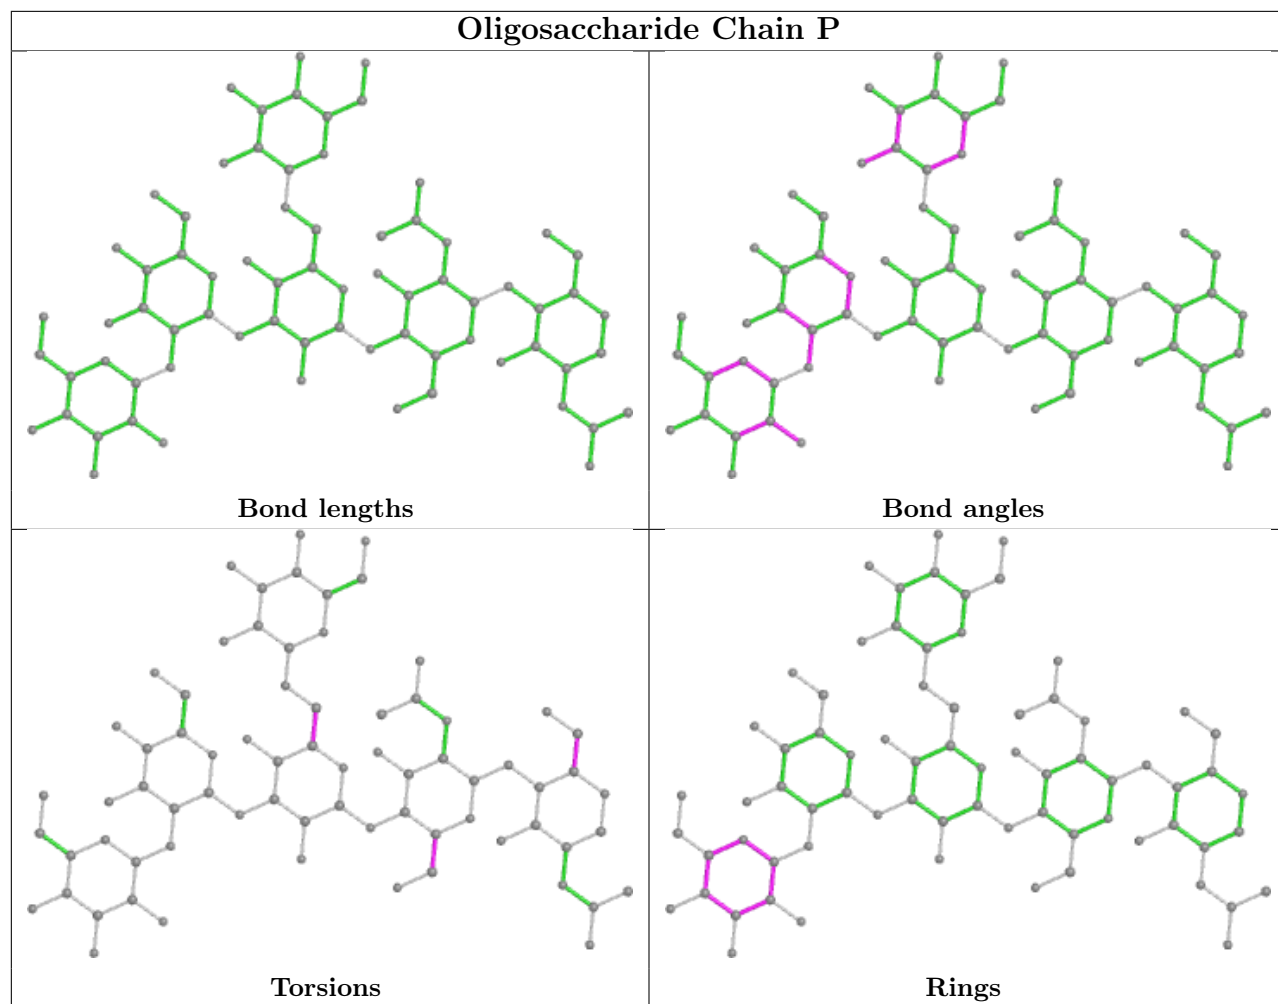 Oligosaccharide Chain P
Bond lengths
Bond angles
Torsions
Rings